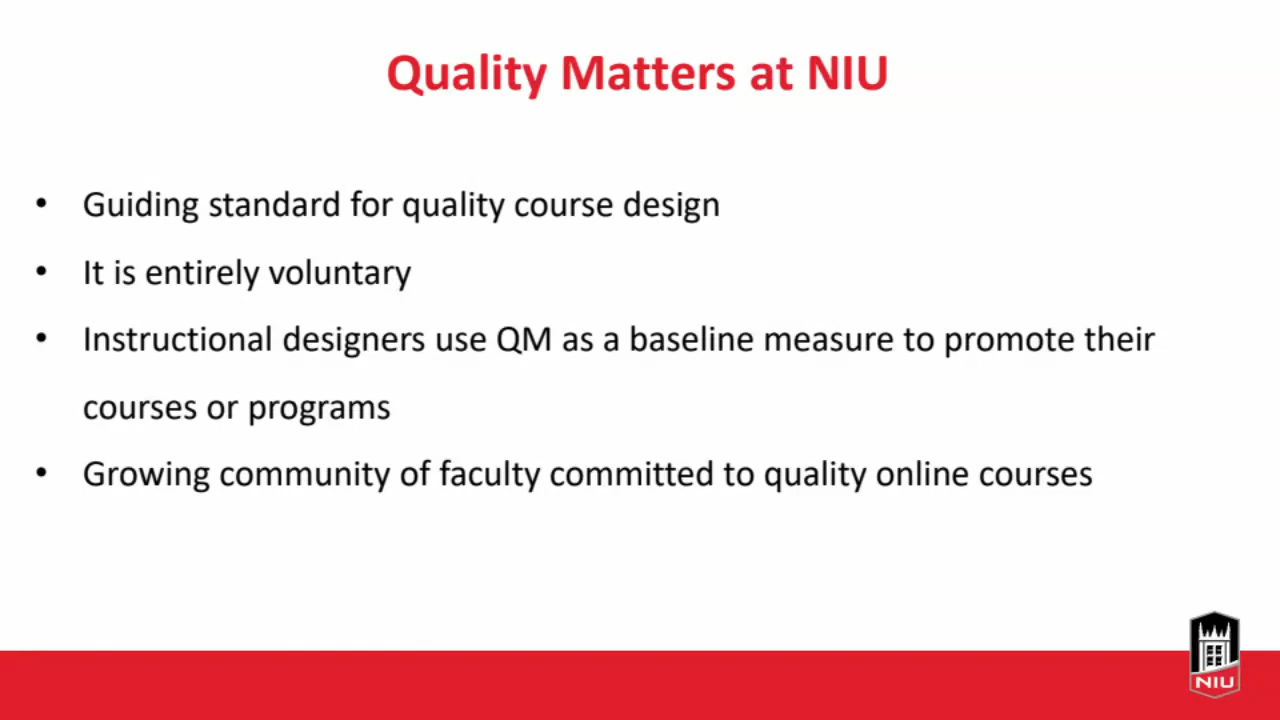 Quality Matters at NIU
• Guiding standard for quality course design
• It is entirely voluntary
• Instructional designers use QM as a baseline measure to promote their
courses or programs
• Growing community of faculty committed to quality online courses
NIU